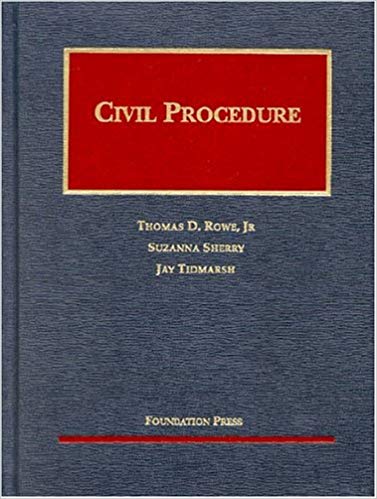 CIVIL PROCEDURE
THOMAS D. ROWE, JR
SUZANNA SHERRY
JAY TIDMARSH
FOUNDATION PRESS